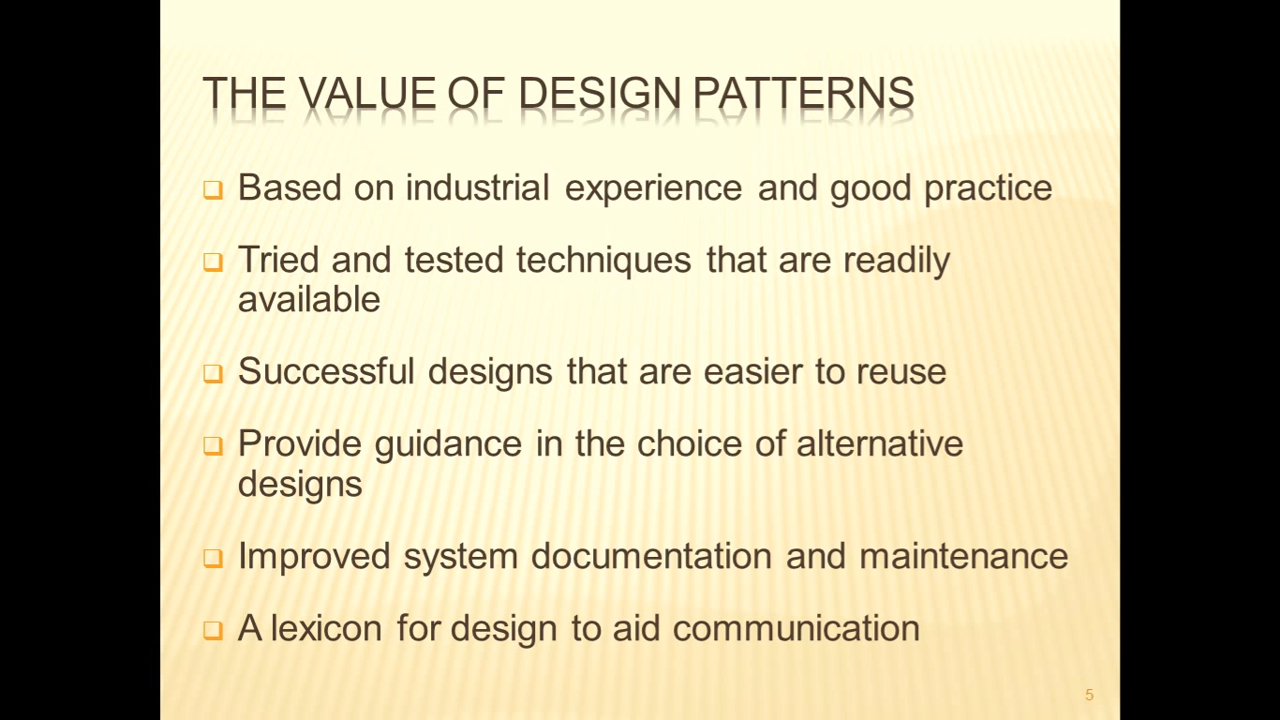 THE VALUE OF DESIGN PATTERNS
Based on industrial experience and good practice
Tried and tested techniques that are readily
available
Successful designs that are easier to reuse
Provide guidance in the choice of alternative
designs
Improved system documentation and maintenance
A lexicon for design to aid communication
5